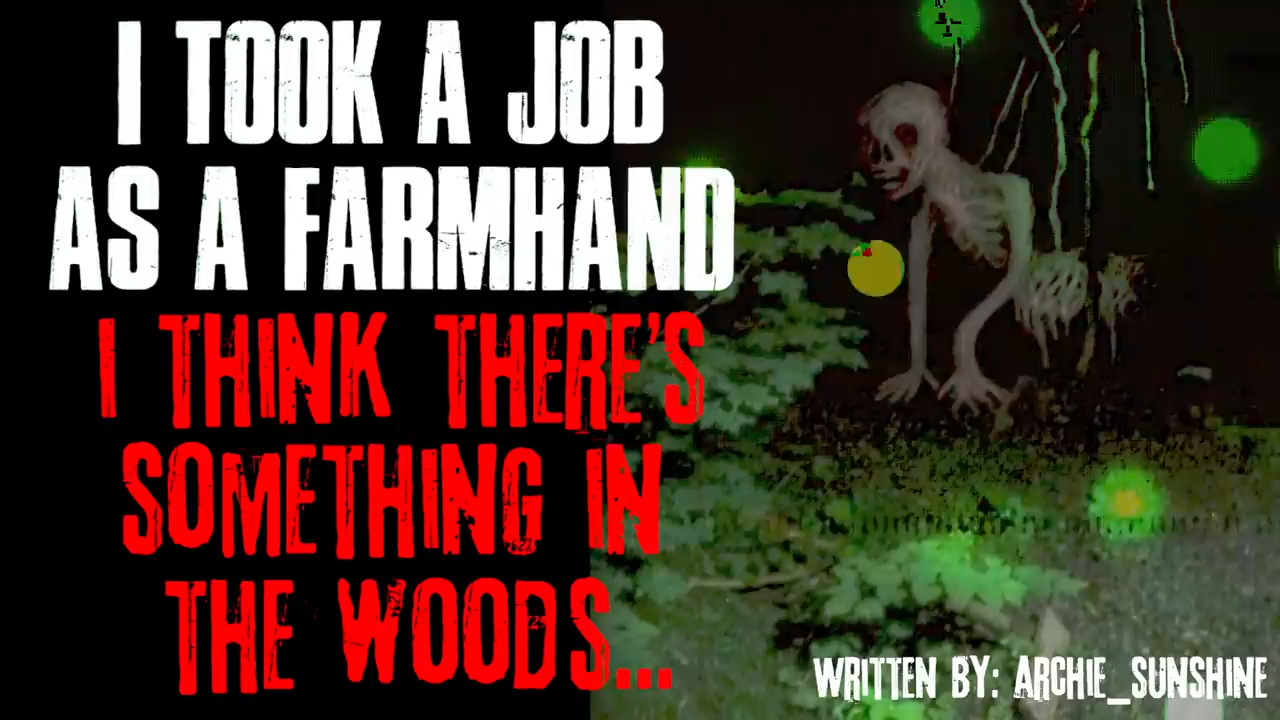 I TOOK A JOB
AS A FARMHAND
I THINK THERE'S
SOMETHING IN
THE WOODS...
WRITTEN BY: ARCHIE_SUNSHINE